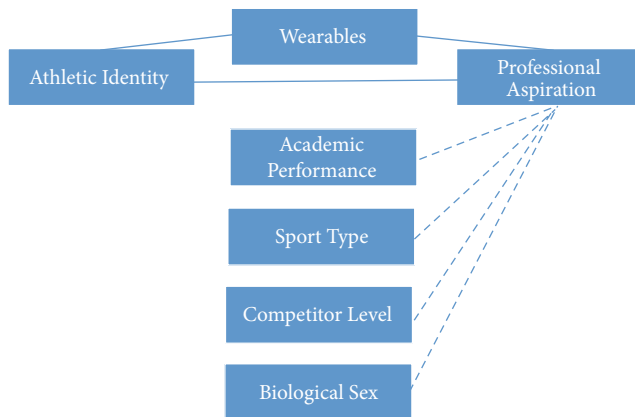 Wearables
Athletic Identity
Professional
Aspiration
Academic
Performance
Sport Type
Competitor Level
Biological Sex